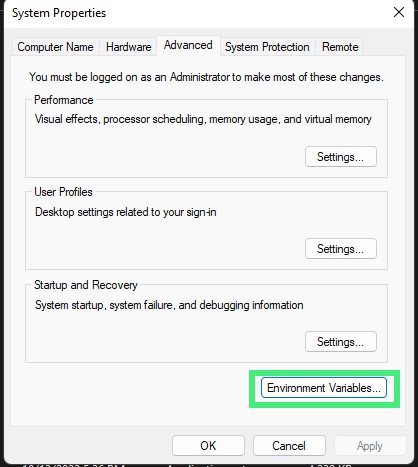 System Properties
Computer Name Hardware Advanced System Protection Remote
You must be logged on as an Administrator to make most of these changes.
Performance
Visual effects, processor scheduling, memory usage, and virtual memory
Settings...
User Profiles
Desktop settings related to your sign-in
Settings...
Startup and Recovery
System startup, system failure, and debugging information
Settings...
Environment Variables...
OK Cancel Apply